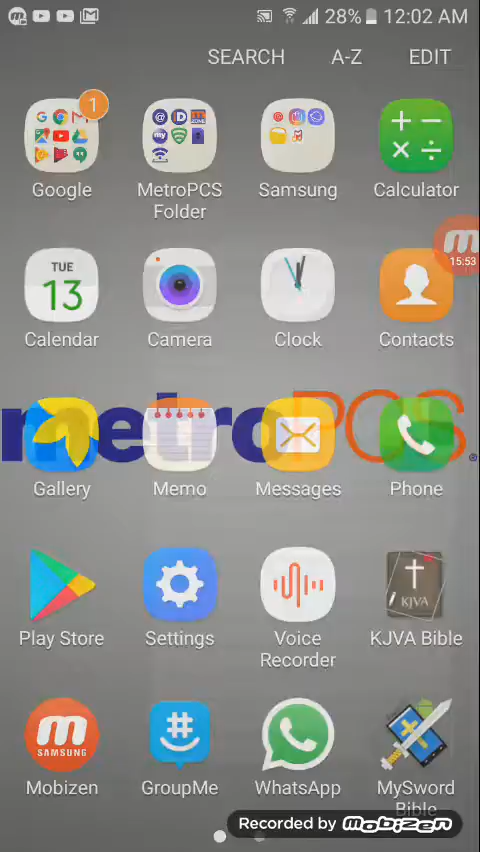 28% 12:02 AM
SEARCH A-Z EDIT
1
Google
MetroPCS
Folder
Samsung
Calculator
TUE
13
15:53
Calendar
Camera
Clock
Contacts
metroPCS.
Gallery
Memo
Messages
Phone
KJVA
Play Store
Settings
Voice
Recorder
KJVA Bible
SAMSUNG
Mobizen
GroupMe
WhatsApp
MySword
Bible
Recorded by MOBIZEN